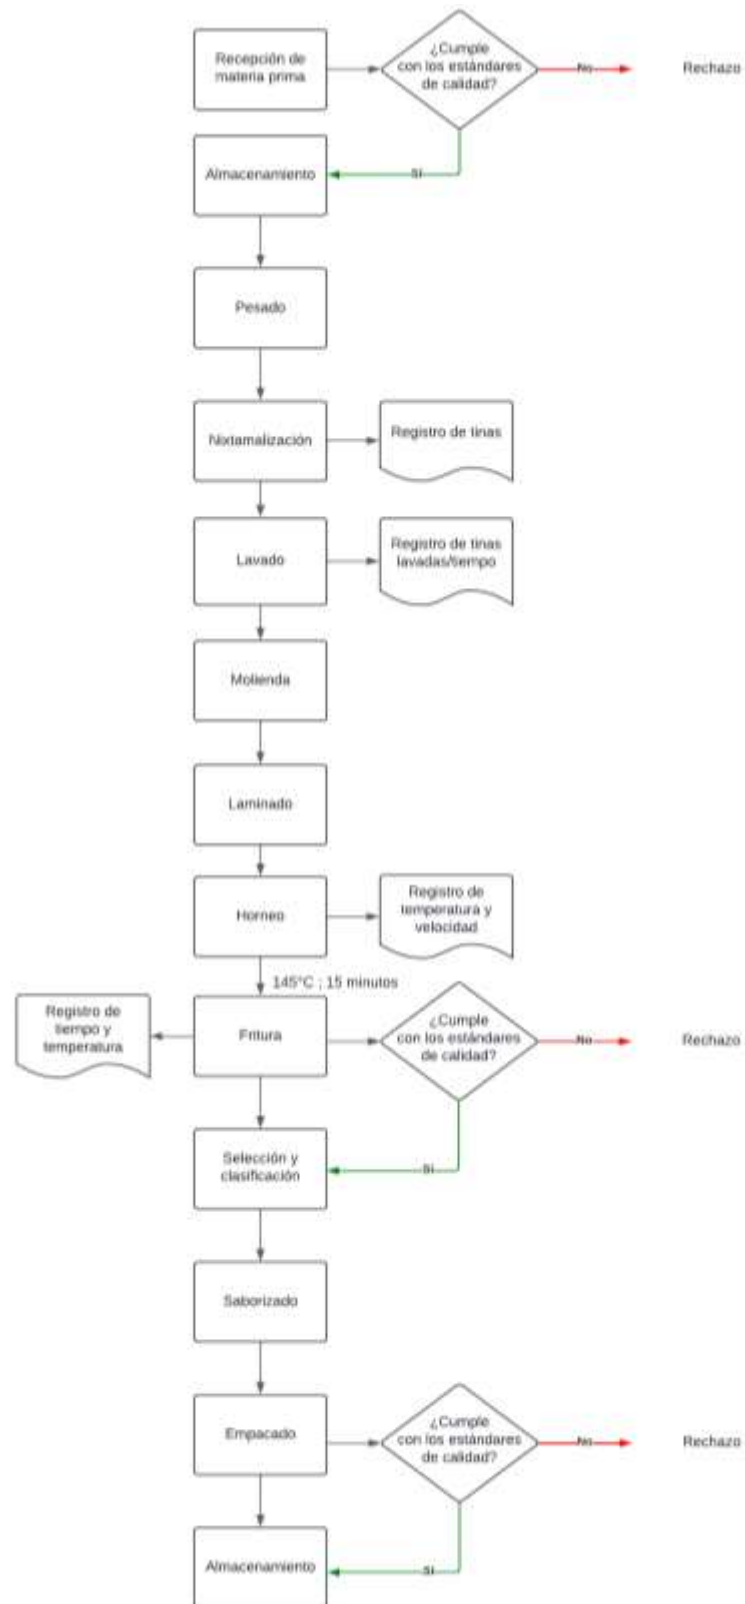 Recepción de
materia prima
¿Cumple
con los estándares
de calidad?
No
Rechazo
Almacenamiento
Sí
Pesado
Nixtamalización
Registro de tinas
Lavado
Registro de tinas
lavadas/tiempo
Molienda
Laminado
Horneo
Registro de
temperatura y
velocidad
145°C ; 15 minutos
Registro de
tiempo y
temperatura
Fritura
¿Cumple
con los estándares
de calidad?
No
Rechazo
Selección y
clasificación
Sí
Saborizado
Empacado
¿Cumple
con los estándares
de calidad?
No
Rechazo
Almacenamiento
Sí